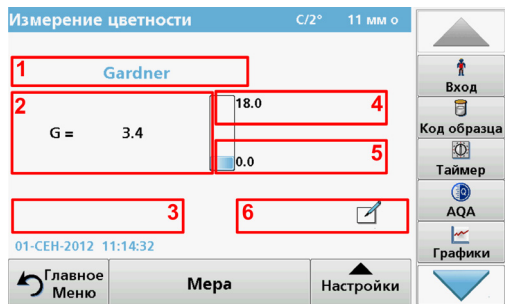 Измерение цветности C/2° 11 мм о
1 Gardner
2
G = 3.4
18.0 4
0.0 5
3 6
01-СЕН-2012 11:14:32
Главное Меню
Мера
Настройки
Вход
Код образца
Таймер
AQA
Графики